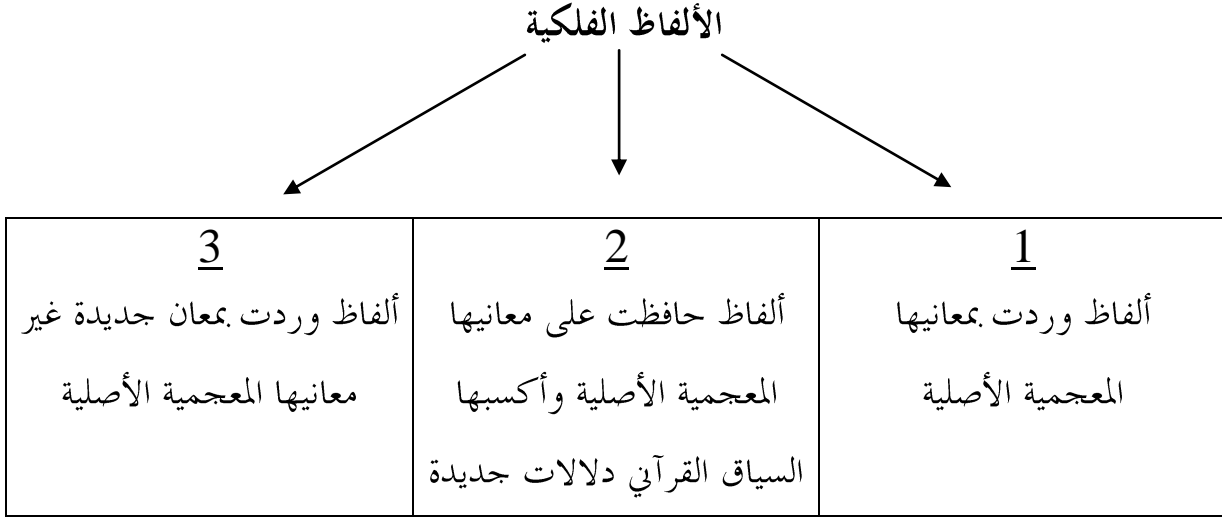 الألفاظ الفلكية
1
ألفاظ وردت بمعانيها
المعجمية الأصلية
2
ألفاظ حافظت على معانيها
المعجمية الأصلية وأكسبها
السياق القرآني دلالات جديدة
3
ألفاظ وردت بمعان جديدة غير
معانيها المعجمية الأصلية